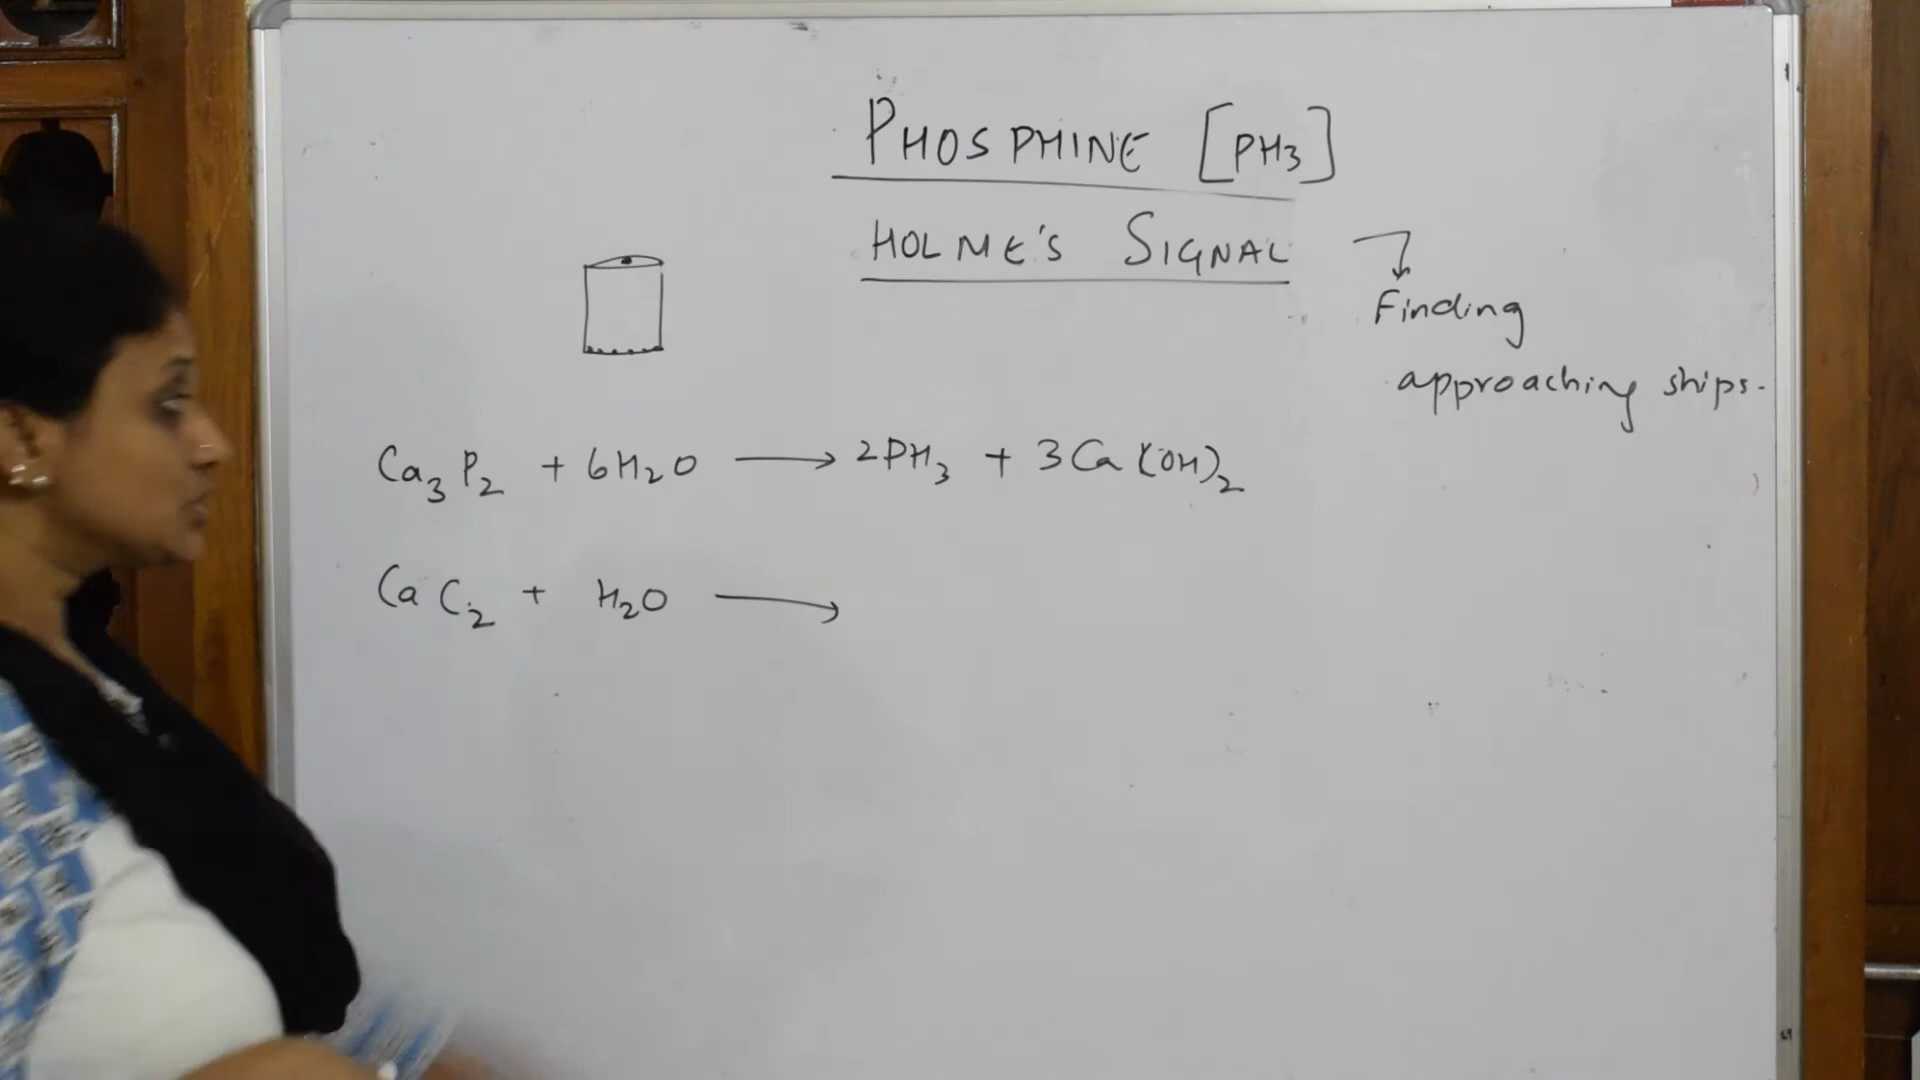 PHOSPHINE [PH3]
HOLME'S SIGNAL
Finding
approaching ships.
Ca3P2 + 6H2O → 2PH3 + 3Ca(OH)2
CaC2 + H2O →